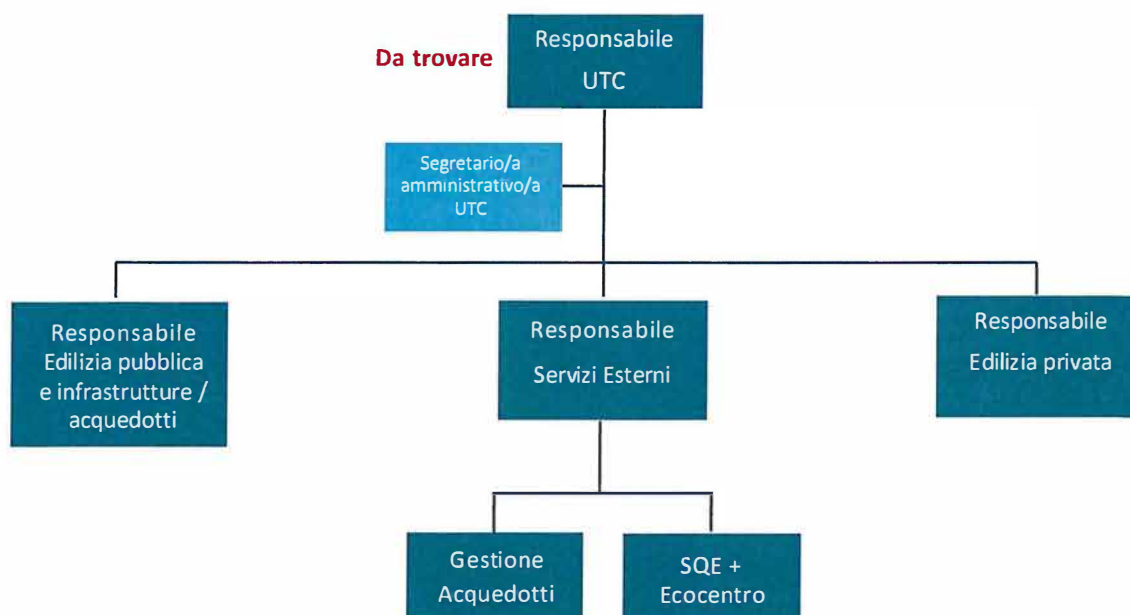 Da trovare
Responsabile
UTC
Segretario/a
amministrativo/a
UTC
Responsabile
Edilizia pubblica
e infrastrutture /
acquedotti
Responsabile
Servizi Esterni
Responsabile
Edilizia privata
Gestione
Acquedotti
SQE +
Ecocentro